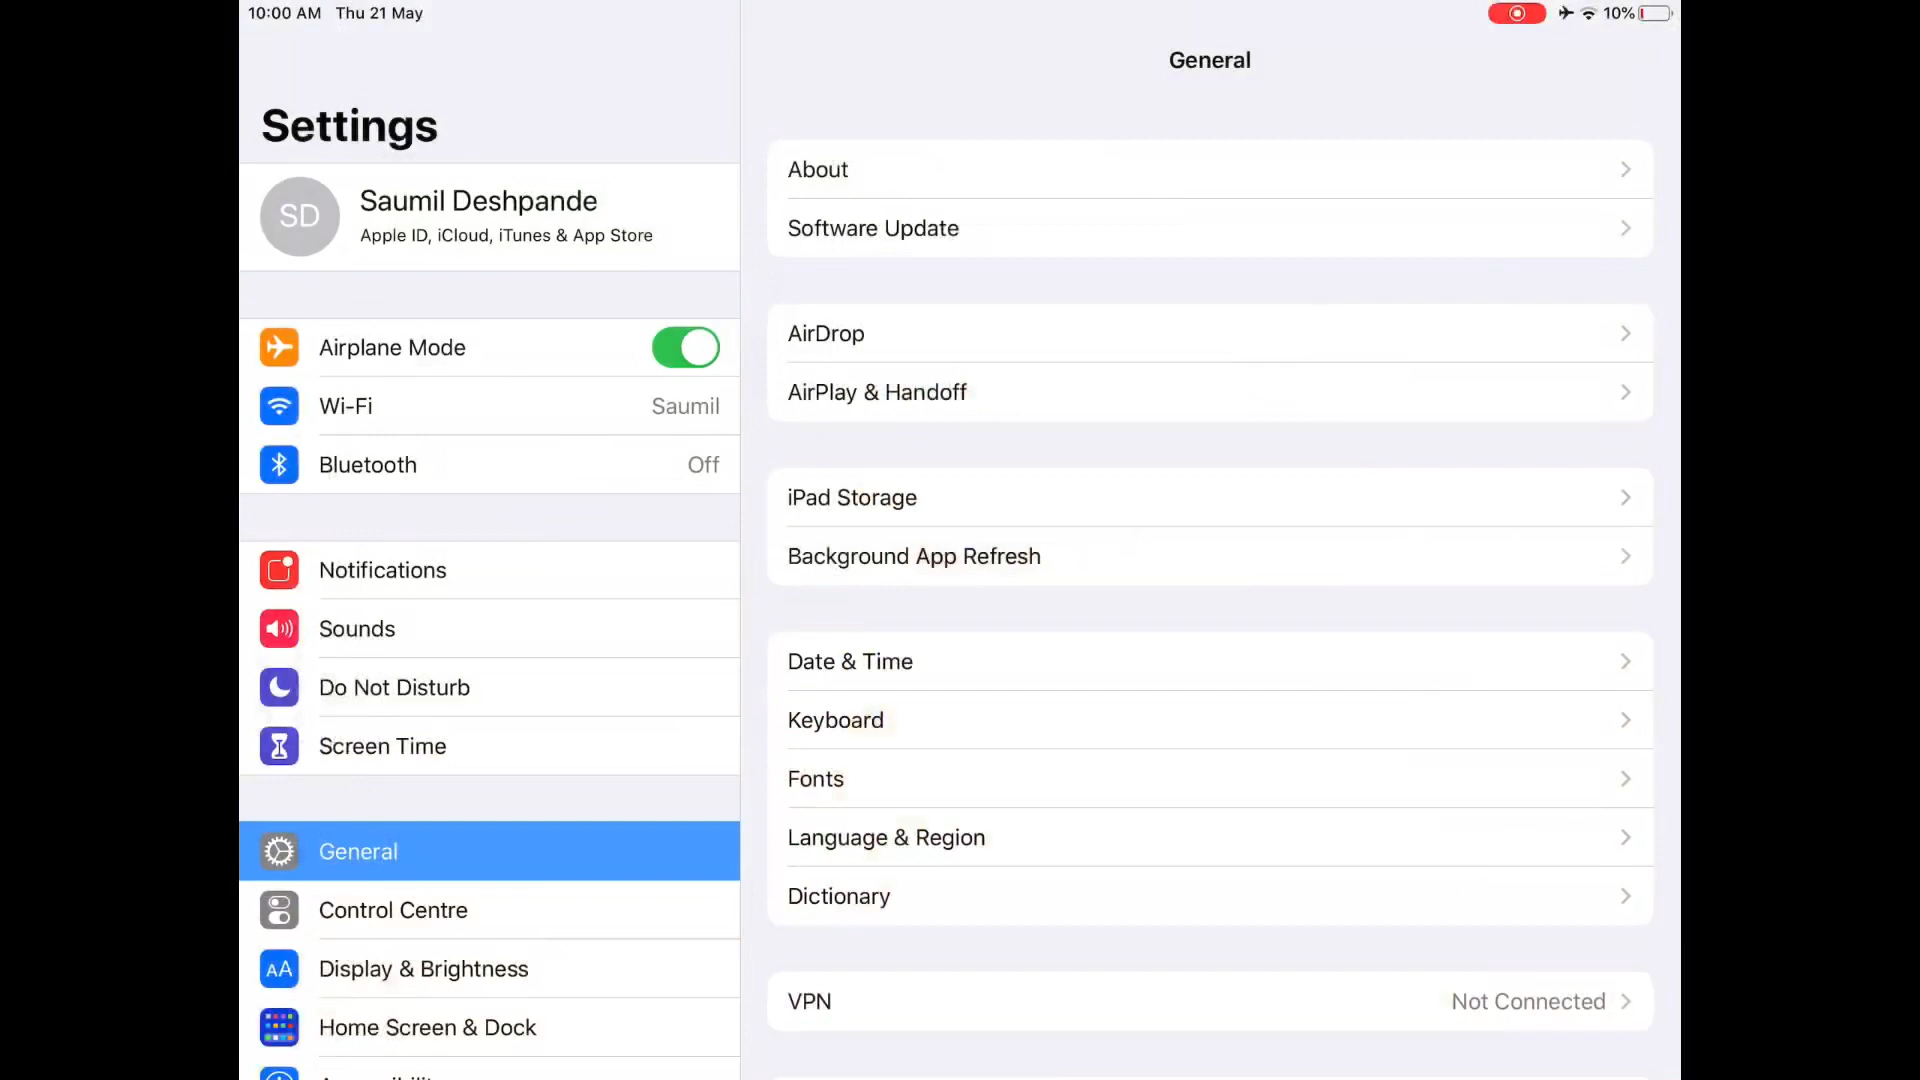 10:00 AM Thu 21 May
10%
Settings
SD
Saumil Deshpande
Apple ID, iCloud, iTunes & App Store
Airplane Mode
Wi-Fi Saumil
Bluetooth Off
Notifications
Sounds
Do Not Disturb
Screen Time
General
Control Centre
AA Display & Brightness
Home Screen & Dock
General
About
Software Update
AirDrop
AirPlay & Handoff
iPad Storage
Background App Refresh
Date & Time
Keyboard
Fonts
Language & Region
Dictionary
VPN Not Connected